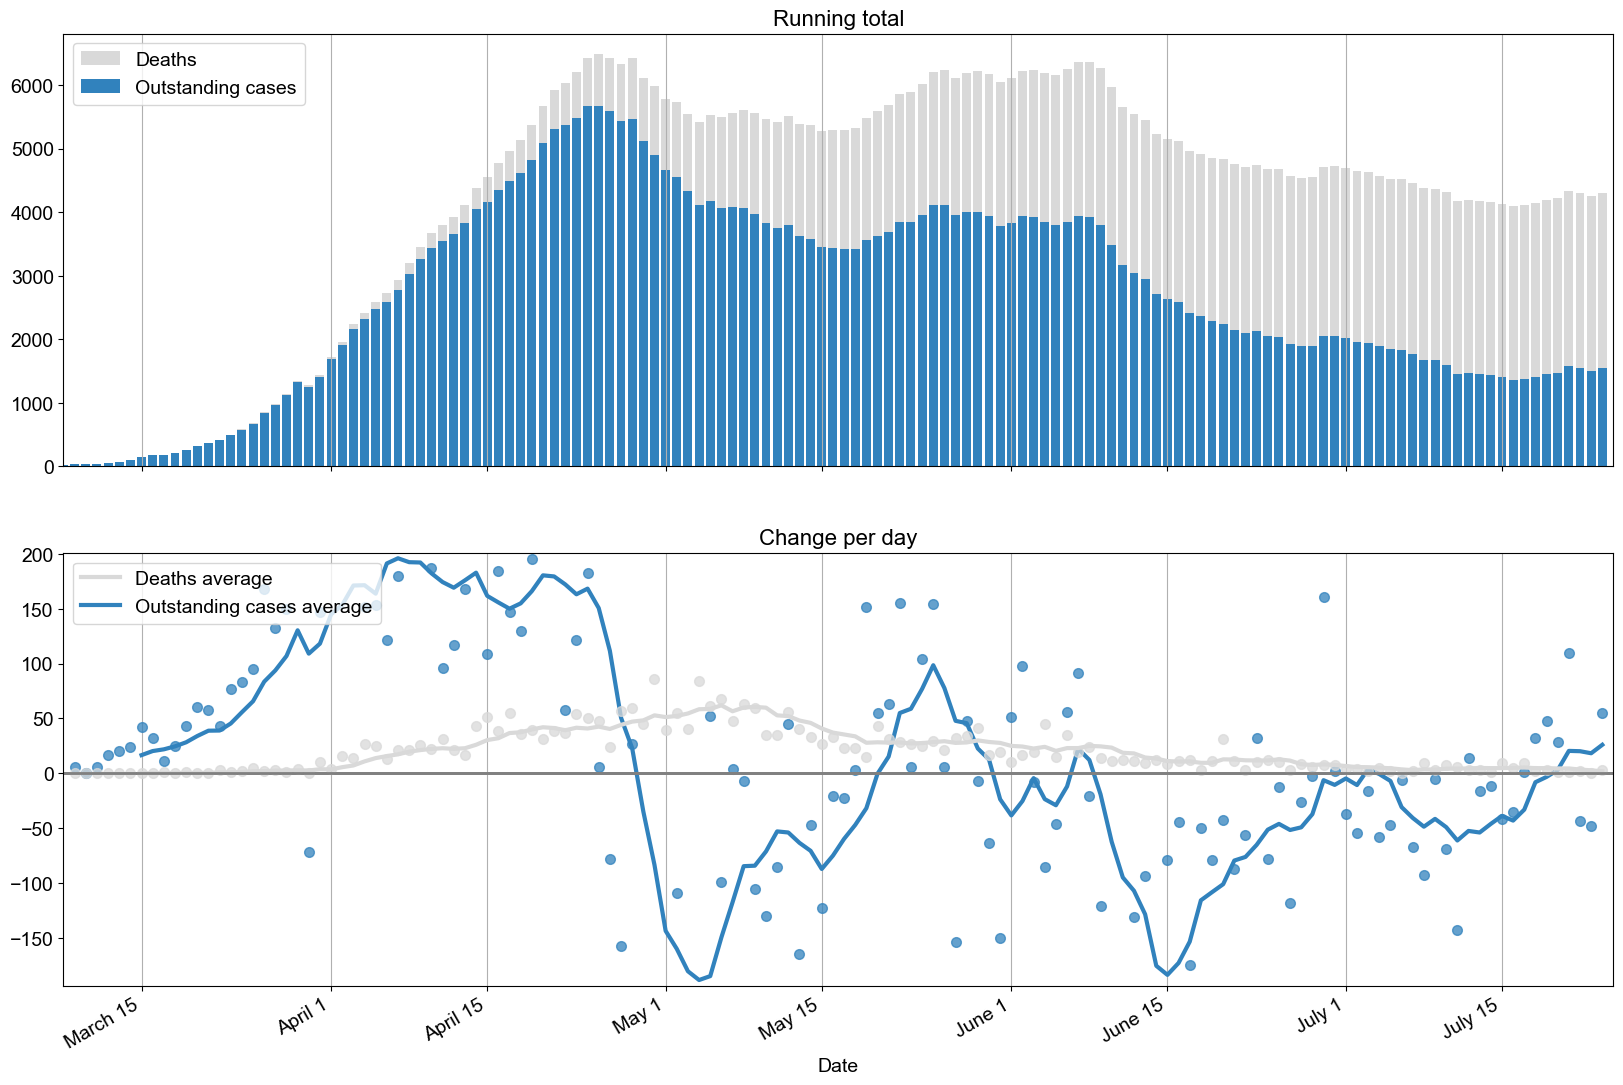 Running total
Deaths
Outstanding cases
6000
5000
4000
3000
2000
1000
0
Change per day
Deaths average
Outstanding cases average
200
150
100
50
0
−50
−100
−150
March 15
April 1
April 15
May 1
May 15
June 1
June 15
July 1
July 15
Date